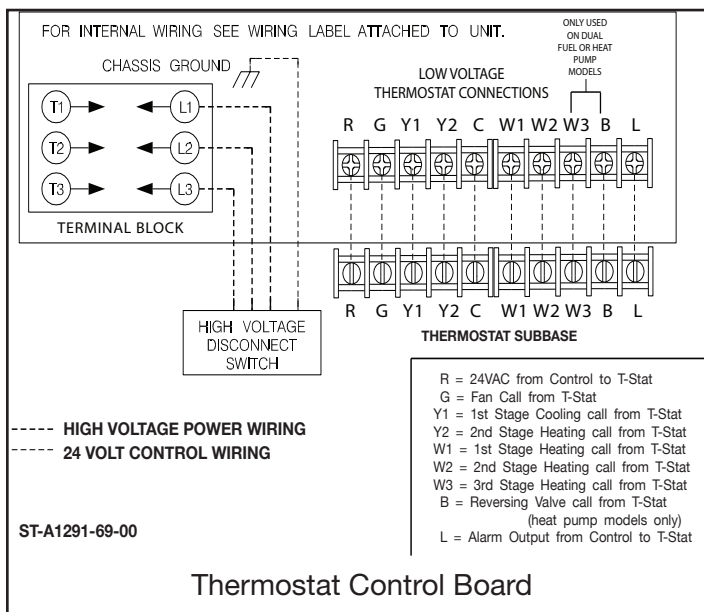 FOR INTERNAL WIRING SEE WIRING LABEL ATTACHED TO UNIT.
ONLY USED
ON DUAL
FUEL OR HEAT
PUMP
MODELS
CHASSIS GROUND
LOW VOLTAGE
THERMOSTAT CONNECTIONS
R G Y1 Y2 C W1 W2 W3 B L
T1 L1
T2 L2
T3 L3
TERMINAL BLOCK
R G Y1 Y2 C W1 W2 W3 B L
THERMOSTAT SUBBASE
HIGH VOLTAGE
DISCONNECT
SWITCH
HIGH VOLTAGE POWER WIRING
24 VOLT CONTROL WIRING
R = 24VAC from Control to T-Stat
G = Fan Call from T-Stat
Y1 = 1st Stage Cooling call from T-Stat
Y2 = 2nd Stage Heating call from T-Stat
W1 = 1st Stage Heating call from T-Stat
W2 = 2nd Stage Heating call from T-Stat
W3 = 3rd Stage Heating call from T-Stat
B = Reversing Valve call from T-Stat
(heat pump models only)
L = Alarm Output from Control to T-Stat
ST-A1291-69-00
Thermostat Control Board